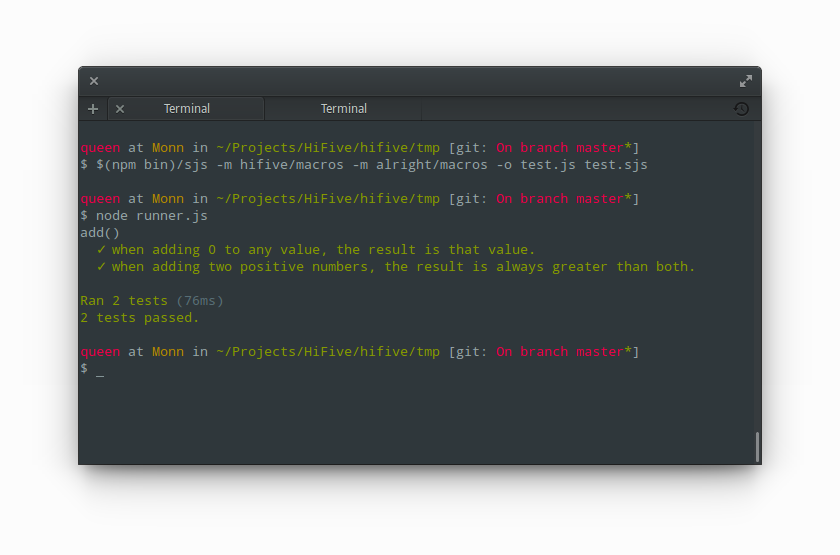 Terminal Terminal
queen at Monn in ~/Projects/HiFive/hifive/tmp [git: On branch master*]
$ $(npm bin)/sjs -m hifive/macros -m alright/macros -o test.js test.sjs
queen at Monn in ~/Projects/HiFive/hifive/tmp [git: On branch master*]
$ node runner.js
add()
✓ when adding 0 to any value, the result is that value.
✓ when adding two positive numbers, the result is always greater than both.
Ran 2 tests (76ms)
2 tests passed.
queen at Monn in ~/Projects/HiFive/hifive/tmp [git: On branch master*]
$ _